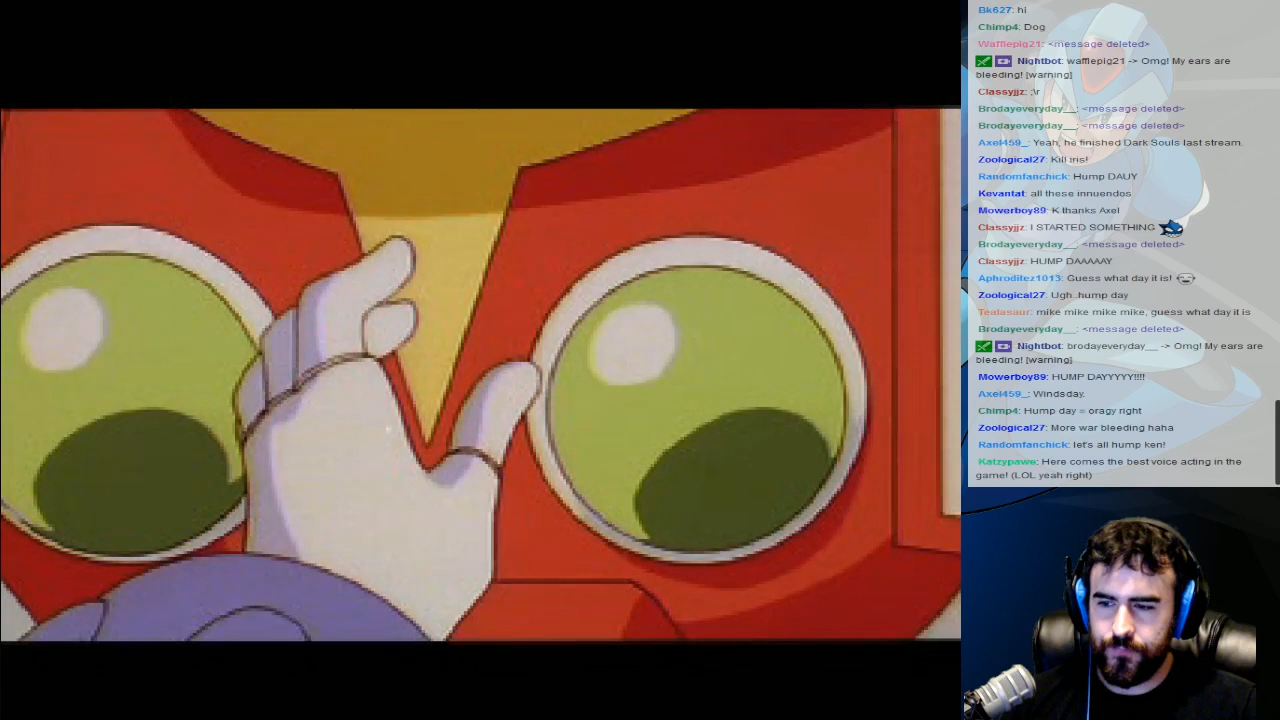 Bk627: hi
Chimp4: Dog
Wafflepig21: <message deleted>
Nightbot: wafflepig21 -> Omg! My ears are
bleeding! [warning]
Classyjjz: ;\r
Brodayeveryday__: <message deleted>
Brodayeveryday__: <message deleted>
Axel459_: Yeah, he finished Dark Souls last stream.
Zoological27: Kill iris!
Randomfanchick: Hump DAUY
Kevantat: all these innuendos
Mowerboy89: K thanks Axel
Classyjjz: I STARTED SOMETHING
Brodayeveryday__: <message deleted>
Classyjjz: HUMP DAAAAAY
Aphroditez1013: Guess what day it is!
Zoological27: Ugh..hump day
Tealasaur: mike mike mike mike, guess what day it is
Brodayeveryday__: <message deleted>
Nightbot: brodayeveryday__ -> Omg! My ears are
bleeding! [warning]
Mowerboy89: HUMP DAYYYYY!!!!
Axel459_: Windsday.
Chimp4: Hump day = oragy right
Zoological27: More war bleeding haha
Randomfanchick: let's all hump ken!
Katzypawe: Here comes the best voice acting in the
game! (LOL yeah right)